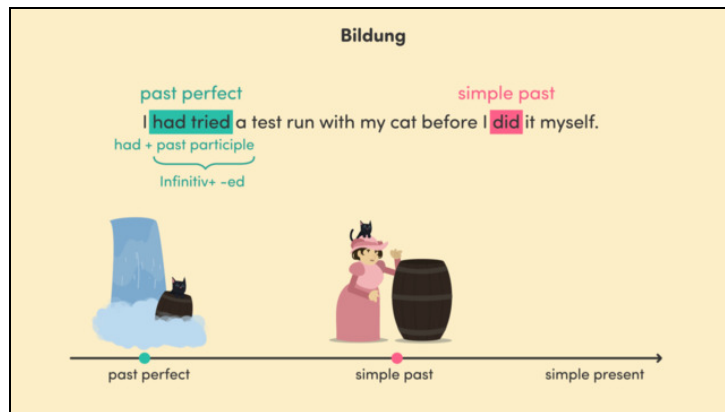 Bildung
past perfect simple past
I had tried a test run with my cat before I did it myself.
had + past participle
Infinitiv+ -ed
past perfect simple past simple present